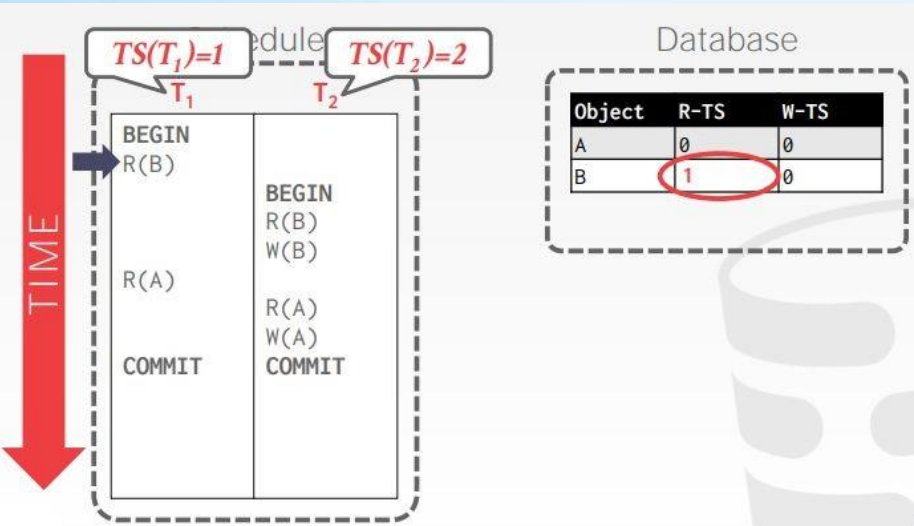 Schedule
TS(T1)=1
TS(T2)=2
Database
T1
T2
Object R-TS W-TS
A 0 0
B 1 0
BEGIN
R(B)
BEGIN
R(B)
W(B)
R(A)
R(A)
W(A)
COMMIT COMMIT
TIME